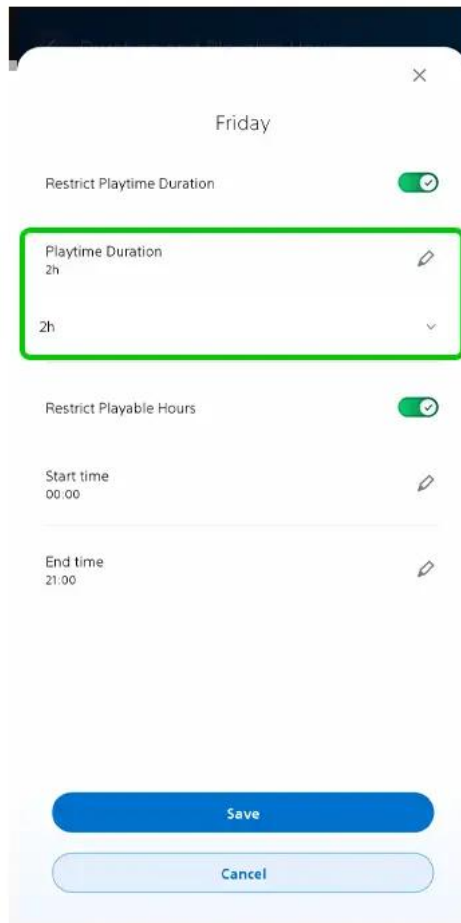 Friday
Restrict Playtime Duration
Playtime Duration
2h
2h
Restrict Playable Hours
Start time
00:00
End time
21:00
Save
Cancel